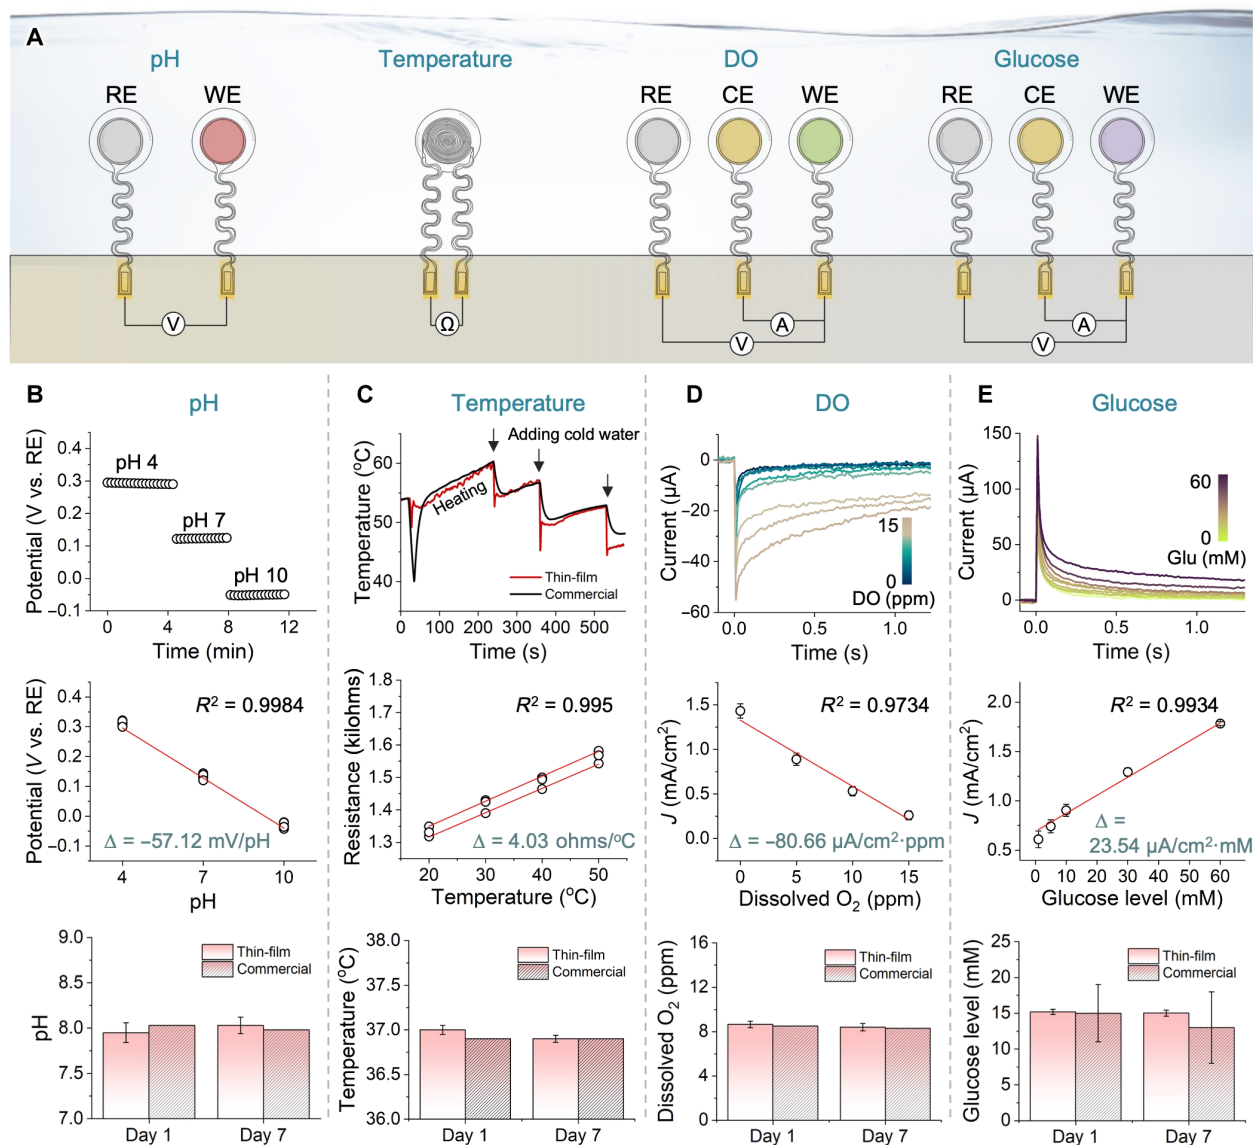 A
pH
Temperature
DO
Glucose
RE WE
RE CE WE
RE CE WE
V
Ω
A
V
A
V
B
pH
Potential (V vs. RE)
0.4
0.3
0.2
0.1
0.0
−0.1
pH 4
pH 7
pH 10
0 4 8 12
Time (min)
Potential (V vs. RE)
0.4
0.3
0.2
0.1
0.0
−0.1
R² = 0.9984
Δ = −57.12 mV/pH
4 7 10
pH
pH
9.0
8.5
8.0
7.5
7.0
Thin-film
Commercial
Day 1 Day 7
C
Temperature
Temperature (°C)
60
50
40
Adding cold water
Heating
Thin-film
Commercial
0 100 200 300 400 500
Time (s)
Resistance (kilohms)
1.8
1.7
1.6
1.5
1.4
1.3
R² = 0.995
Δ = 4.03 ohms/°C
20 30 40 50
Temperature (°C)
Temperature (°C)
38.0
37.5
37.0
36.5
36.0
Thin-film
Commercial
Day 1 Day 7
D
DO
Current (µA)
0
−20
−40
−60
15
0
DO (ppm)
0.0 0.5 1.0
Time (s)
J (mA/cm²)
1.5
1.0
0.5
0.0
R² = 0.9734
Δ = −80.66 µA/cm²·ppm
0 5 10 15
Dissolved O₂ (ppm)
Dissolved O₂ (ppm)
16
12
8
4
0
Thin-film
Commercial
Day 1 Day 7
E
Glucose
Current (µA)
150
100
50
0
60
0
Glu (mM)
0.0 0.5 1.0
Time (s)
J (mA/cm²)
2.0
1.5
1.0
0.5
R² = 0.9934
Δ =
23.54 µA/cm²·mM
0 10 20 30 40 50 60
Glucose level (mM)
Glucose level (mM)
25
20
15
10
5
0
Thin-film
Commercial
Day 1 Day 7